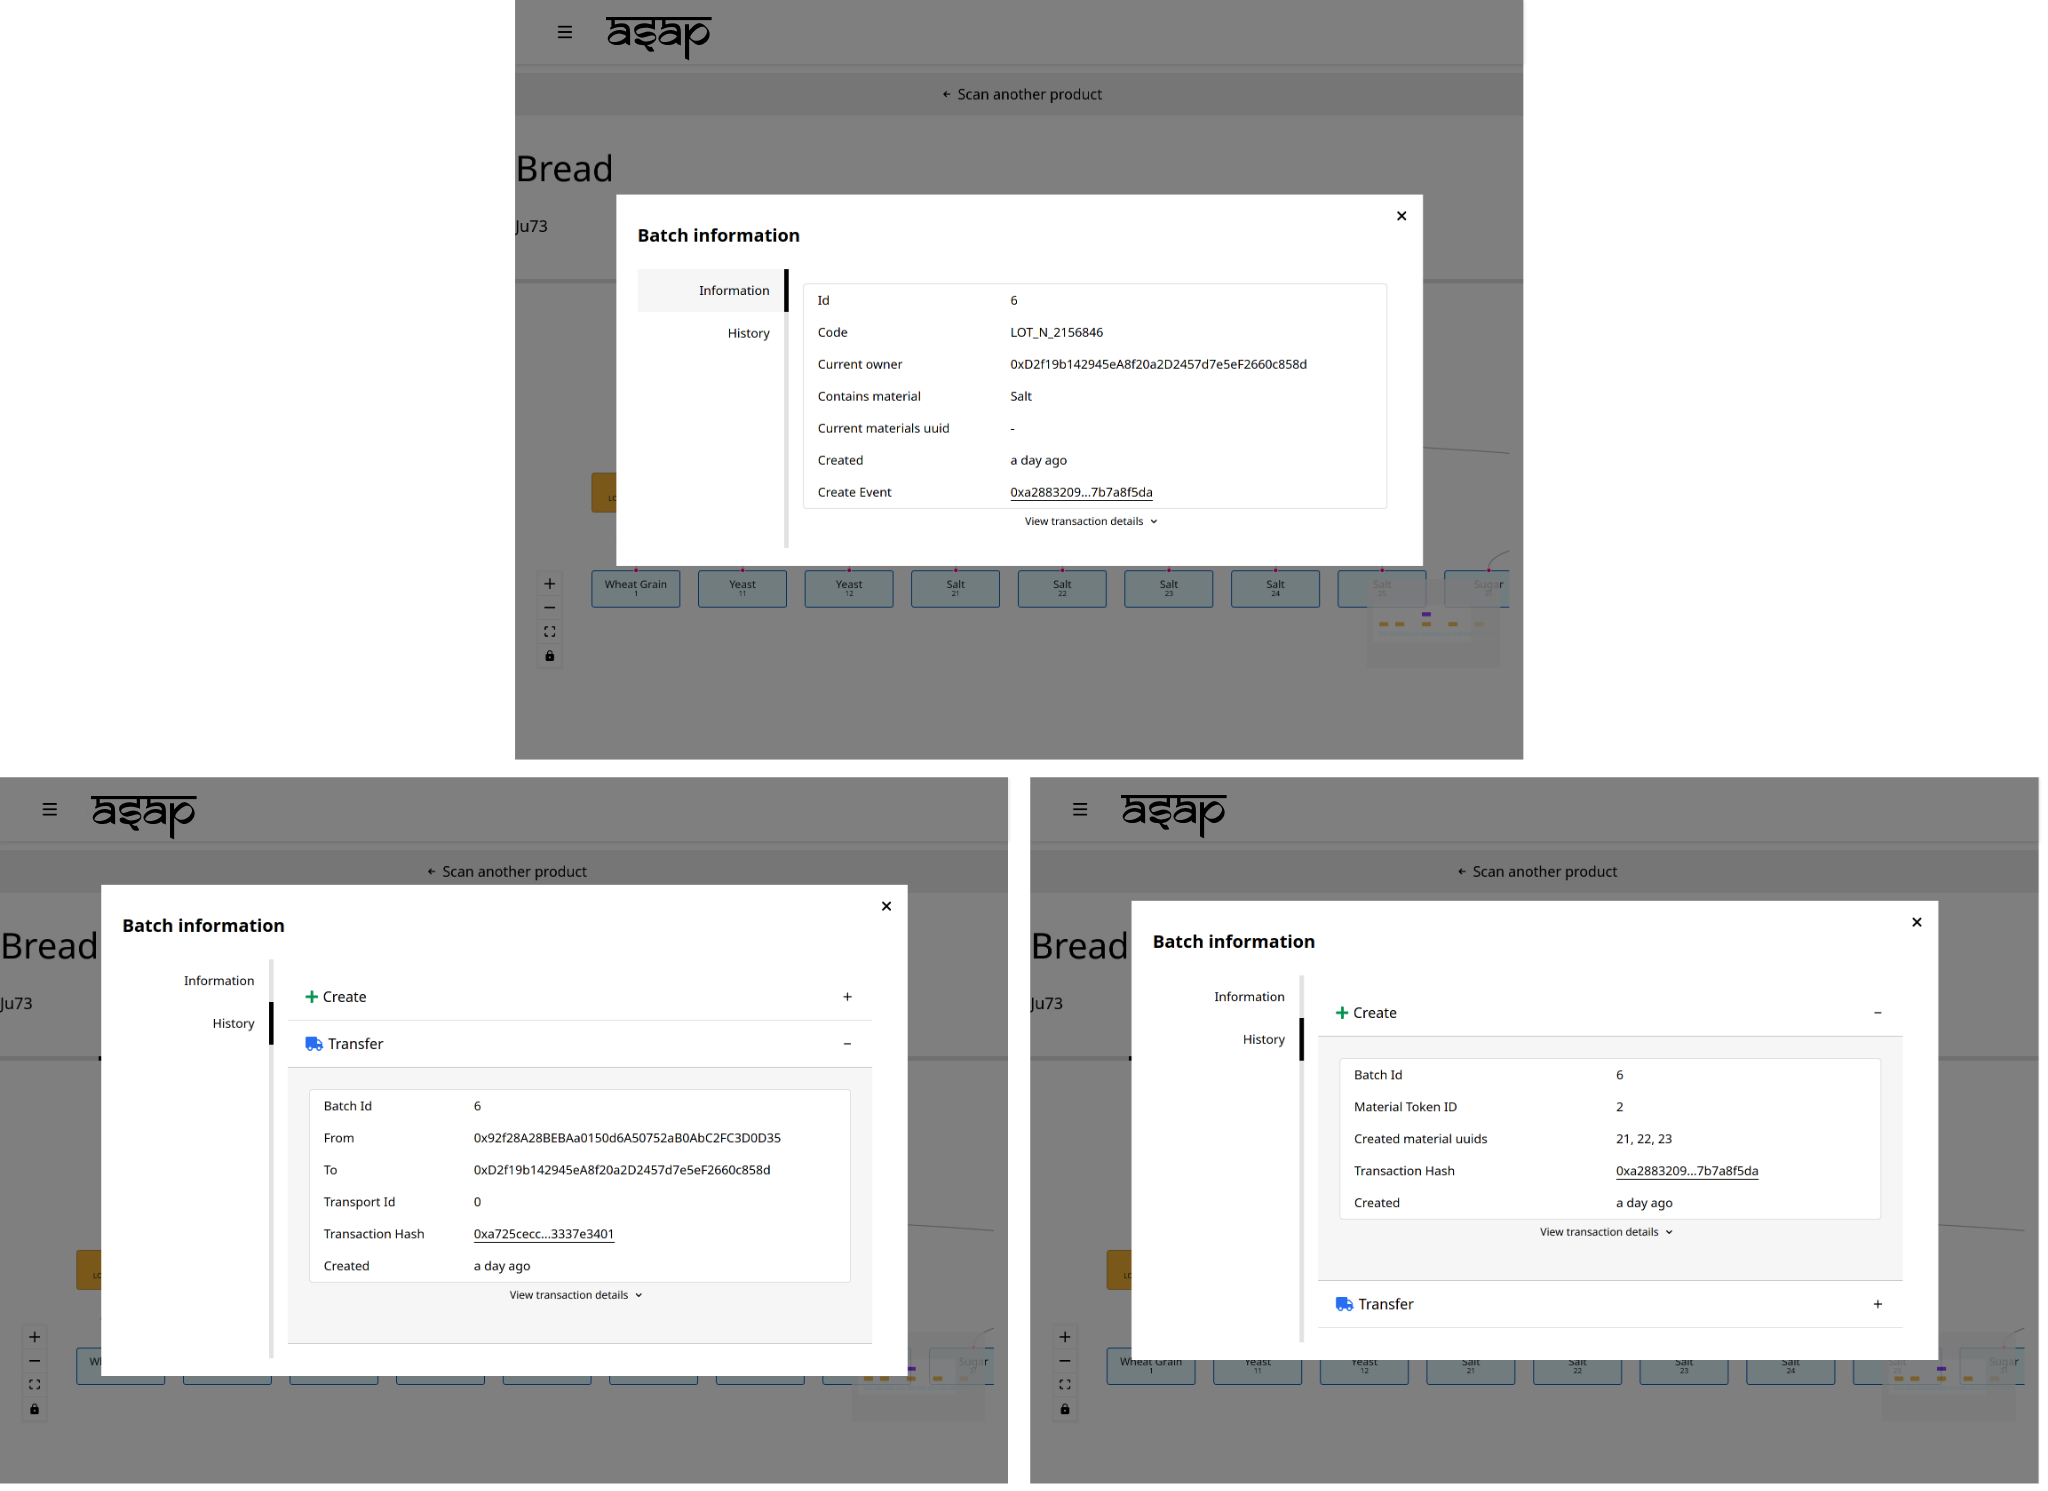 asap
← Scan another product
Bread
Ju73
Batch information
Information
History
Id 6
Code LOT_N_2156846
Current owner 0xD2f19b142945eA8f20a2D2457d7e5eF2660c858d
Contains material Salt
Current materials uuid -
Created a day ago
Create Event 0xa2883209...7b7a8f5da
View transaction details
Wheat Grain Yeast Yeast Salt Salt Salt Salt Salt Sugar
1 11 12 21 22 23 24
asap
← Scan another product
Bread
Ju73
Batch information
Information
History
Create +
Transfer −
Batch Id 6
From 0x92f28A28BEBAa0150d6A50752aB0AbC2FC3D0D35
To 0xD2f19b142945eA8f20a2D2457d7e5eF2660c858d
Transport Id 0
Transaction Hash 0xa725cecc...3337e3401
Created a day ago
View transaction details
Sugar
asap
← Scan another product
Bread
Ju73
Batch information
Information
History
Create −
Batch Id 6
Material Token ID 2
Created material uuids 21, 22, 23
Transaction Hash 0xa2883209...7b7a8f5da
Created a day ago
View transaction details
Transfer +
Wheat Grain Yeast Yeast Salt Salt Salt Salt Salt Sugar
1 11 12 21 22 23 24